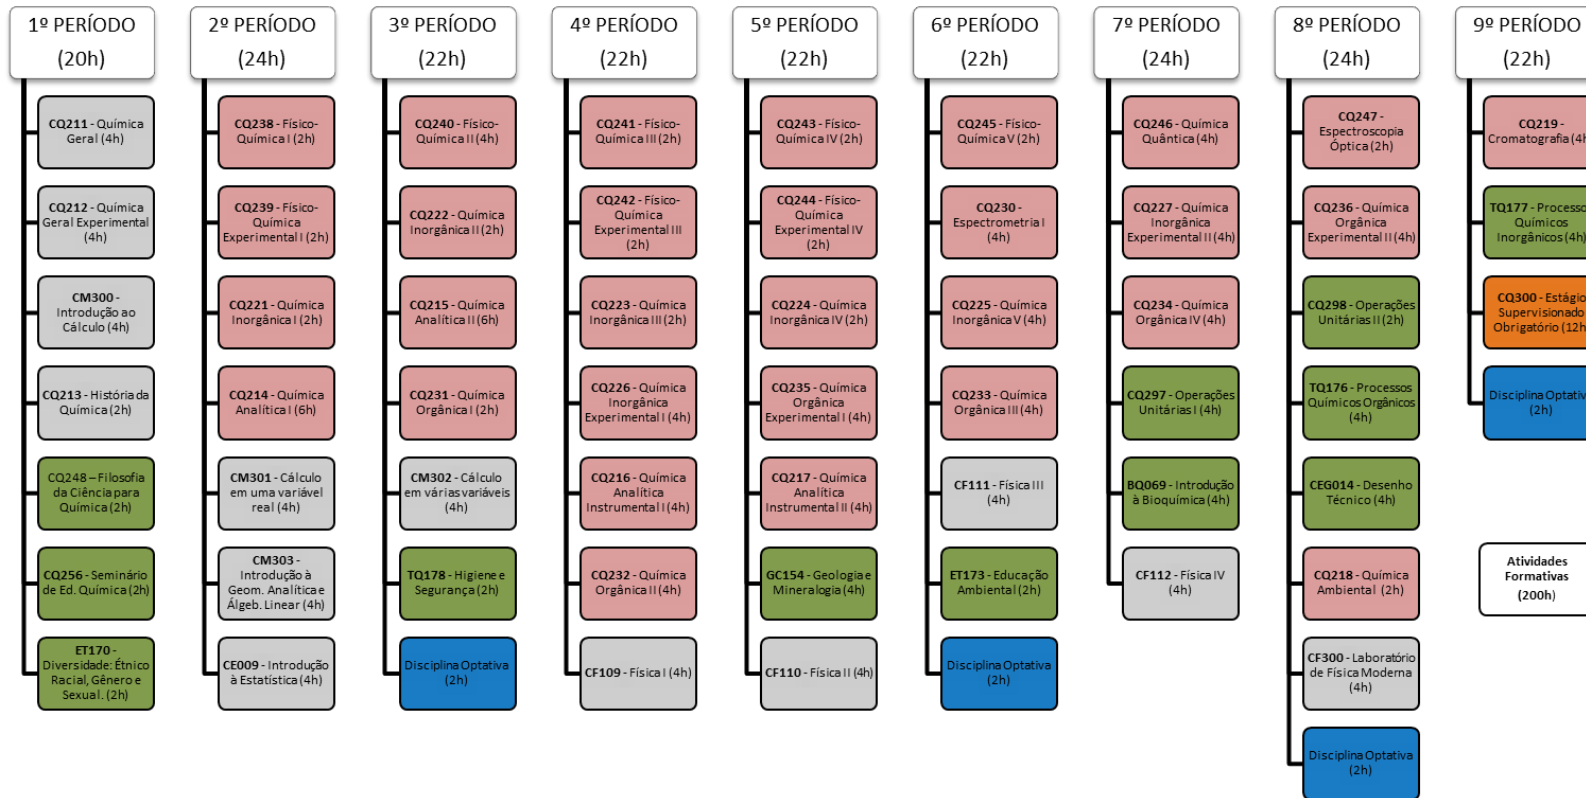 1º PERÍODO
(20h)
CQ211 - Química
Geral (4h)
CQ212 - Química
Geral Experimental
(4h)
CM300 -
Introdução ao
Cálculo (4h)
CQ213 - História da
Química (2h)
CQ248 – Filosofia
da Ciência para
Química (2h)
CQ256 - Seminário
de Ed. Química (2h)
ET170 -
Diversidade: Étnico
Racial, Gênero e
Sexual. (2h)
2º PERÍODO
(24h)
CQ238 - Físico-
Química I (2h)
CQ239 - Físico-
Química
Experimental I (2h)
CQ221 - Química
Inorgânica I (2h)
CQ214 - Química
Analítica I (6h)
CM301 - Cálculo
em uma variável
real (4h)
CM303 -
Introdução à
Geom. Analítica e
Álgeb. Linear (4h)
CE009 - Introdução
à Estatística (4h)
3º PERÍODO
(22h)
CQ240 - Físico-
Química II (4h)
CQ222 - Química
Inorgânica II (2h)
CQ215 - Química
Analítica II (6h)
CQ231 - Química
Orgânica I (2h)
CM302 - Cálculo
em várias variáveis
(4h)
TQ178 - Higiene e
Segurança (2h)
Disciplina Optativa
(2h)
4º PERÍODO
(22h)
CQ241 - Físico-
Química III (2h)
CQ242 - Físico-
Química
Experimental III
(2h)
CQ223 - Química
Inorgânica III (2h)
CQ226 - Química
Inorgânica
Experimental I (4h)
CQ216 - Química
Analítica
Instrumental I (4h)
CQ232 - Química
Orgânica II (4h)
CF109 - Física I (4h)
5º PERÍODO
(22h)
CQ243 - Físico-
Química IV (2h)
CQ244 - Físico-
Química
Experimental IV
(2h)
CQ224 - Química
Inorgânica IV (2h)
CQ235 - Química
Orgânica
Experimental I (4h)
CQ217 - Química
Analítica
Instrumental II (4h)
GC154 - Geologia e
Mineralogia (4h)
CF110 - Física II (4h)
6º PERÍODO
(22h)
CQ245 - Físico-
Química V (2h)
CQ230 -
Espectrometria I
(4h)
CQ225 - Química
Inorgânica V (4h)
CQ233 - Química
Orgânica III (4h)
CF111 - Física III
(4h)
ET173 - Educação
Ambiental (2h)
Disciplina Optativa
(2h)
7º PERÍODO
(24h)
CQ246 - Química
Quântica (4h)
CQ227 - Química
Inorgânica
Experimental II (4h)
CQ234 - Química
Orgânica IV (4h)
CQ297 - Operações
Unitárias I (4h)
BQ069 - Introdução
à Bioquímica (4h)
CF112 - Física IV
(4h)
8º PERÍODO
(24h)
CQ247 -
Espectroscopia
Óptica (2h)
CQ236 - Química
Orgânica
Experimental II (4h)
CQ298 - Operações
Unitárias II (2h)
TQ176 - Processos
Químicos Orgânicos
(4h)
CEG014 - Desenho
Técnico (4h)
CQ218 - Química
Ambiental (2h)
CF300 - Laboratório
de Física Moderna
(4h)
Disciplina Optativa
(2h)
9º PERÍODO
(22h)
CQ219 -
Cromatografia (4h
TQ177 - Processo
Químicos
Inorgânicos (4h)
CQ300 - Estágio
Supervisionado
Obrigatório (12h
Disciplina Optativ
(2h)
Atividades
Formativas
(200h)